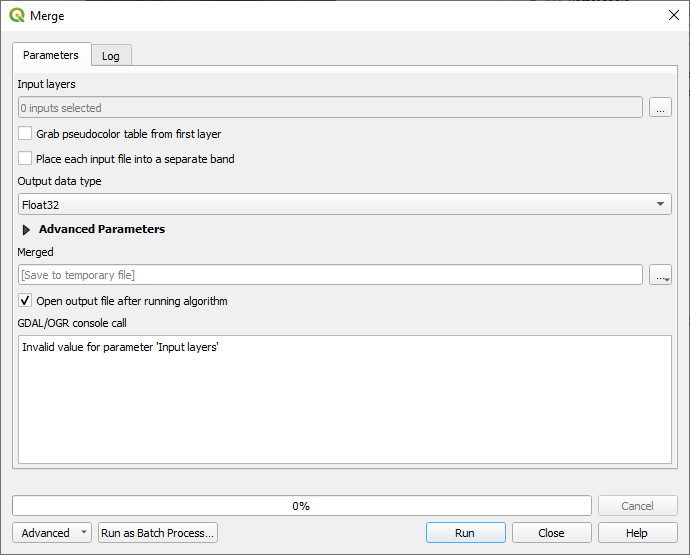 Merge
Parameters
Log
Input layers
0 inputs selected
...
Grab pseudocolor table from first layer
Place each input file into a separate band
Output data type
Float32
Advanced Parameters
Merged
[Save to temporary file]
...
Open output file after running algorithm
GDAL/OGR console call
Invalid value for parameter 'Input layers'
0%
Cancel
Advanced
Run as Batch Process...
Run
Close
Help